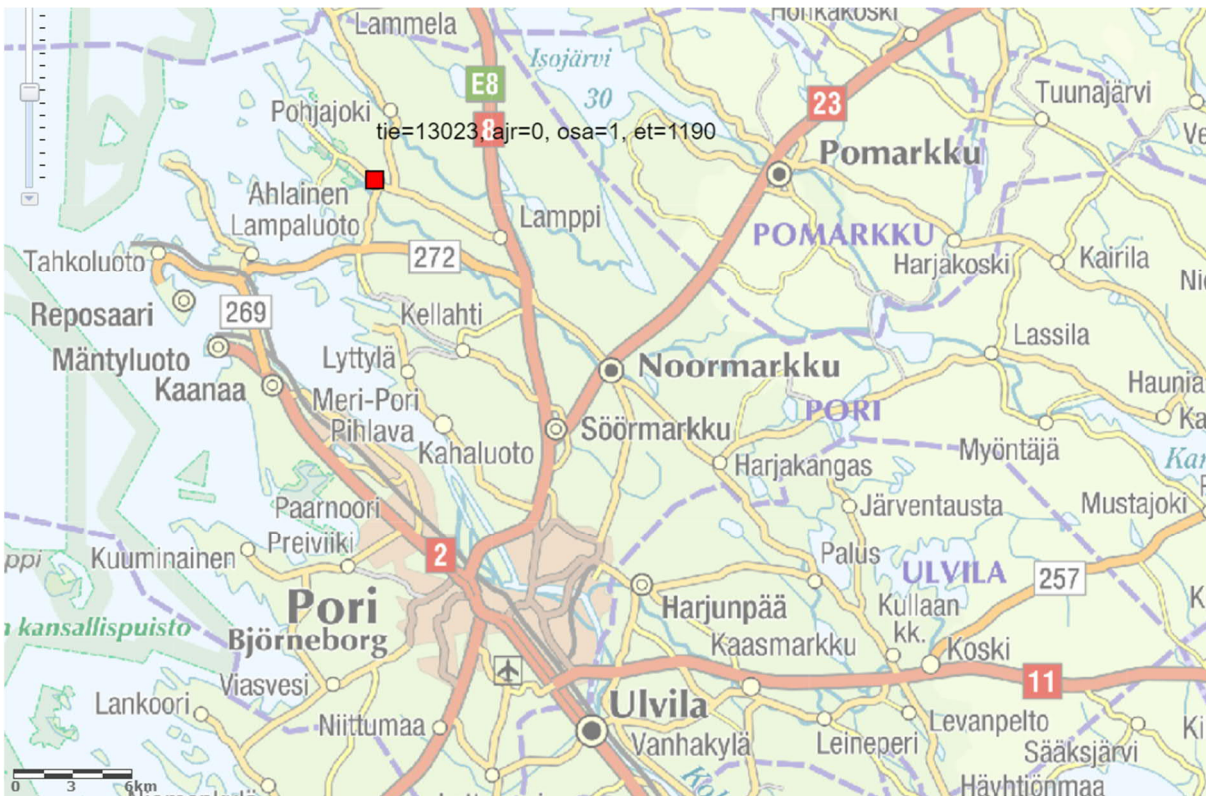 Lammela
Honkakoski
Isojärvi
30
E8
23
Tuunajärvi
Pohjajoki
tie=13023, ajr=0, osa=1, et=1190
8
Pomarkku
Ahlainen
Lampaluoto
Lamppi
POMARKKU
Tahkoluoto
272
Harjakoski
Kairila
Reposaari
269
Kellahti
Lassila
Mäntyluoto
Lyttylä
Noormarkku
Kaanaa
Meri-Pori
Pihlava
PORI
Söörmarkku
Kahaluoto
Myöntäjä
Harjakangas
Paarnoori
Järventausta
Mustajoki
Preiviiki
Kuuminainen
2
Palus
ULVILA
257
Pori
Björneborg
Harjunpää
Kullaan
kk.
kansallispuisto
Kaasmarkku
Koski
Viasvesi
11
Lankoori
Ulvila
Niittumaa
Vanhakylä
Levanpelto
Leineperi
Sääksjärvi
0 3 6km
Häyhtiönmaa